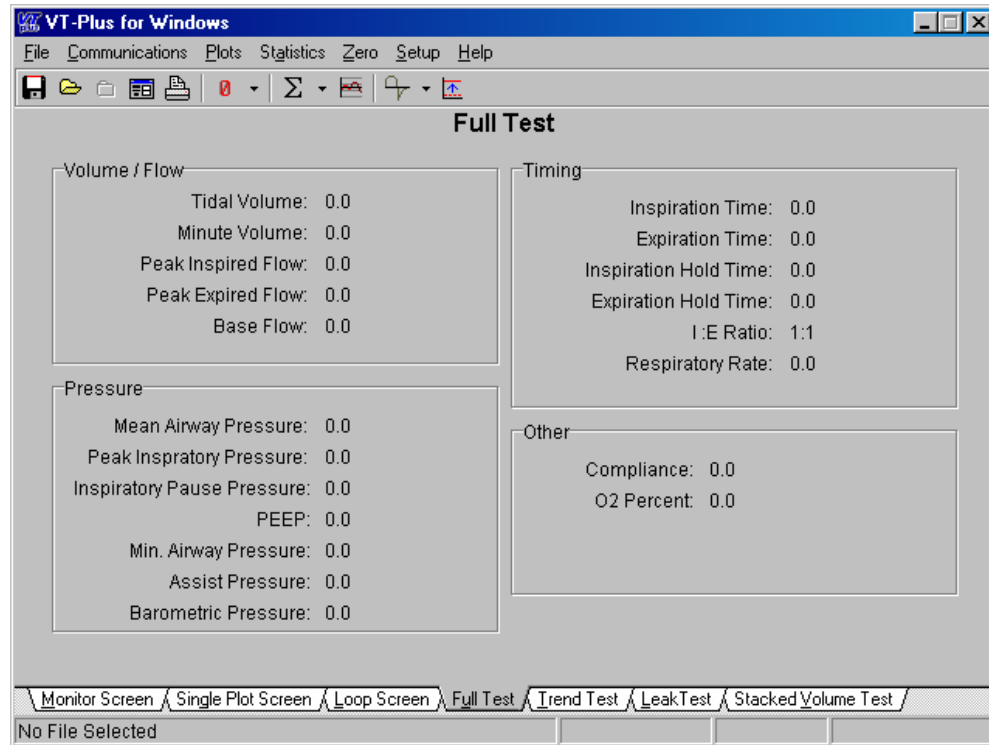 VT-Plus for Windows
File Communications Plots Statistics Zero Setup Help
Full Test
Volume / Flow
Tidal Volume: 0.0
Minute Volume: 0.0
Peak Inspired Flow: 0.0
Peak Expired Flow: 0.0
Base Flow: 0.0
Pressure
Mean Airway Pressure: 0.0
Peak Inspratory Pressure: 0.0
Inspiratory Pause Pressure: 0.0
PEEP: 0.0
Min. Airway Pressure: 0.0
Assist Pressure: 0.0
Barometric Pressure: 0.0
Timing
Inspiration Time: 0.0
Expiration Time: 0.0
Inspiration Hold Time: 0.0
Expiration Hold Time: 0.0
I :E Ratio: 1:1
Respiratory Rate: 0.0
Other
Compliance: 0.0
O2 Percent: 0.0
Monitor Screen Single Plot Screen Loop Screen Full Test Trend Test LeakTest Stacked Volume Test
No File Selected